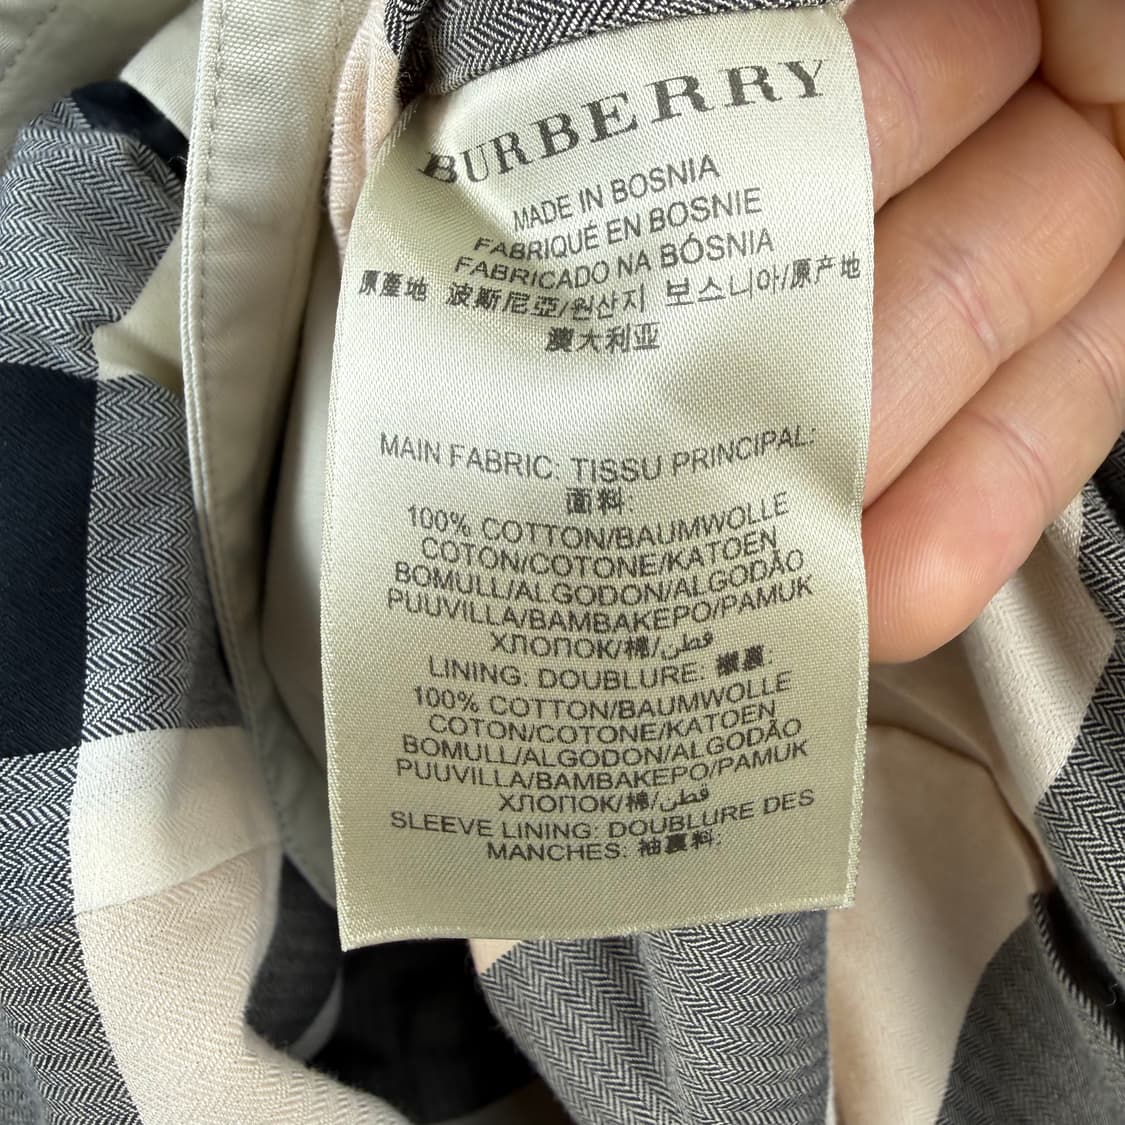 BURBERRY
MADE IN BOSNIA
FABRIQUÉ EN BOSNIE
FABRICADO NA BÓSNIA
原產地 波斯尼亞/원산지 보스니아/原产地
澳大利亚
MAIN FABRIC: TISSU PRINCIPAL:
面料:
100% COTTON/BAUMWOLLE
COTON/COTONE/KATOEN
BOMULL/ALGODON/ALGODÃO
PUUVILLA/BAMBAKEPO/PAMUK
ХЛОПОК/棉/قطن
LINING: DOUBLURE: 襯裏:
100% COTTON/BAUMWOLLE
COTON/COTONE/KATOEN
BOMULL/ALGODON/ALGODÃO
PUUVILLA/BAMBAKEPO/PAMUK
ХЛОПОК/棉/قطن
SLEEVE LINING: DOUBLURE DES
MANCHES: 袖裏料: